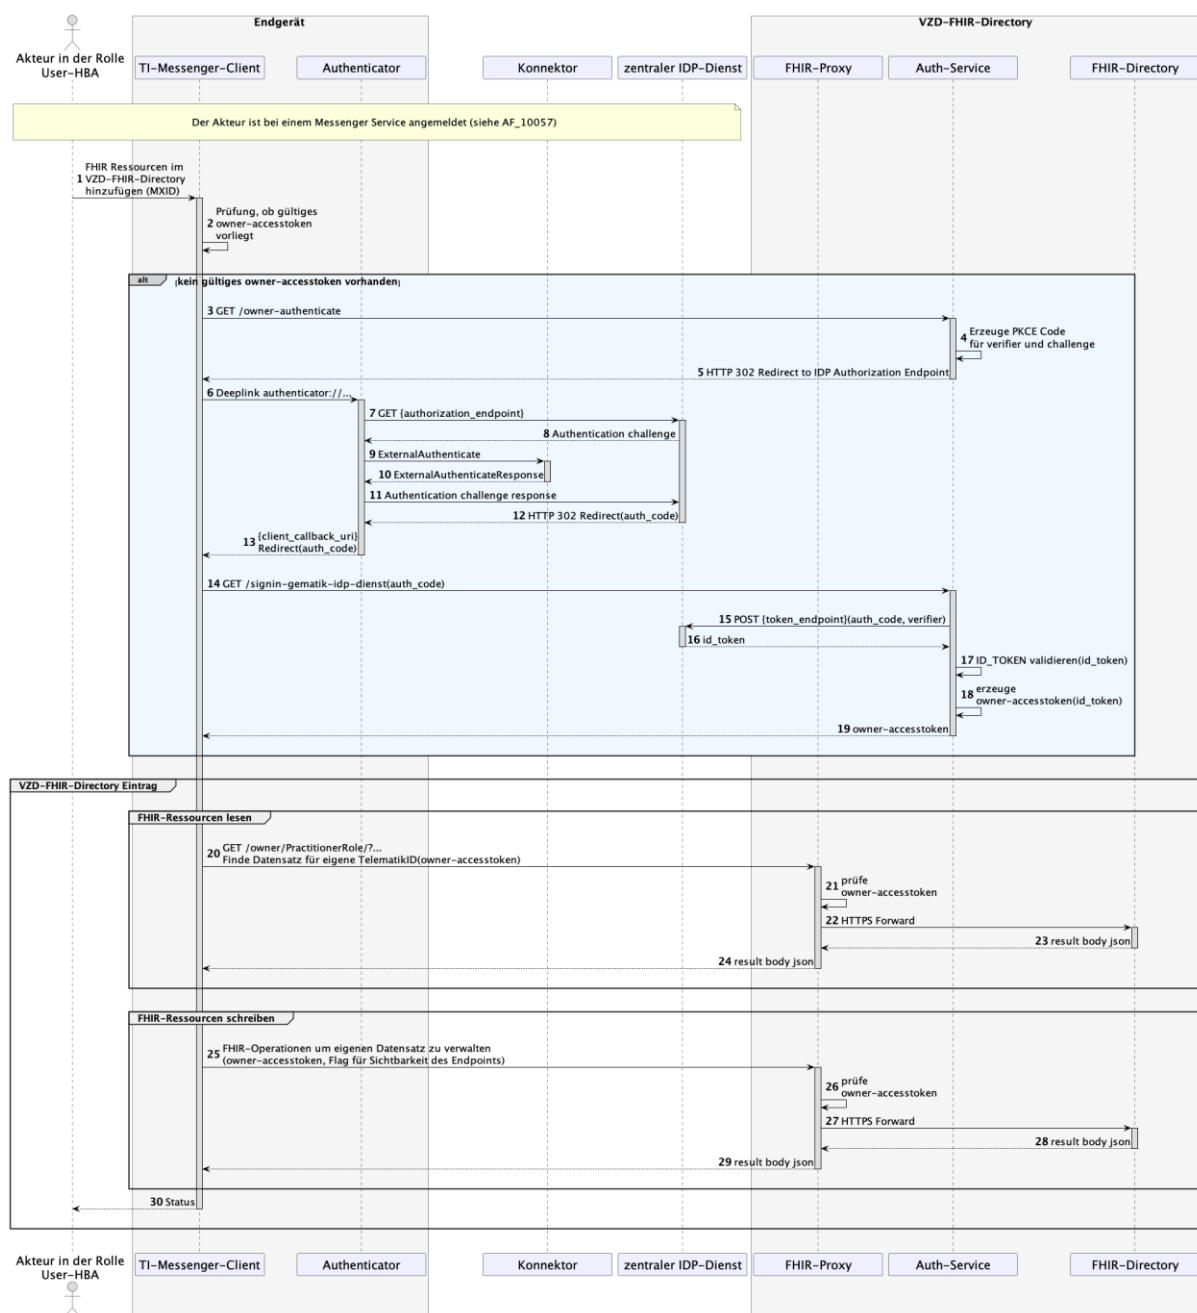 Endgerät
VZD-FHIR-Directory
Akteur in der Rolle
User-HBA
TI-Messenger-Client
Authenticator
Konnektor
zentraler IDP-Dienst
FHIR-Proxy
Auth-Service
FHIR-Directory
Der Akteur ist bei einem Messenger Service angemeldet (siehe AF_10057)
FHIR Ressourcen im
1 VZD-FHIR-Directory
hinzufügen (MXID)
Prüfung, ob gültiges
2 owner-accesstoken
vorliegt
alt [kein gültiges owner-accesstoken vorhanden]
3 GET /owner-authenticate
4 Erzeuge PKCE Code
für verifier und challenge
5 HTTP 302 Redirect to IDP Authorization Endpoint
6 Deeplink authenticator://...
7 GET {authorization_endpoint}
8 Authentication challenge
9 ExternalAuthenticate
10 ExternalAuthenticateResponse
11 Authentication challenge response
12 HTTP 302 Redirect(auth_code)
13 {client_callback_uri}
Redirect(auth_code)
14 GET /signin-gematik-idp-dienst(auth_code)
15 POST {token_endpoint}(auth_code, verifier)
16 id_token
17 ID_TOKEN validieren(id_token)
18 erzeuge
owner-accesstoken(id_token)
19 owner-accesstoken
VZD-FHIR-Directory Eintrag
FHIR-Ressourcen lesen
20 GET /owner/PractitionerRole/?...
Finde Datensatz für eigene TelematikID(owner-accesstoken)
21 prüfe
owner-accesstoken
22 HTTPS Forward
23 result body json
24 result body json
FHIR-Ressourcen schreiben
25 FHIR-Operationen um eigenen Datensatz zu verwalten
(owner-accesstoken, Flag für Sichtbarkeit des Endpoints)
26 prüfe
owner-accesstoken
27 HTTPS Forward
28 result body json
29 result body json
30 Status
Akteur in der Rolle
User-HBA
TI-Messenger-Client
Authenticator
Konnektor
zentraler IDP-Dienst
FHIR-Proxy
Auth-Service
FHIR-Directory